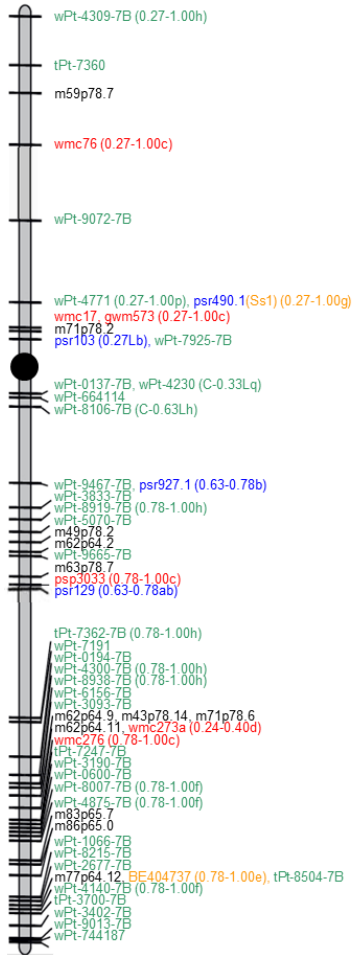 wPt-4309-7B (0.27-1.00h)
tPt-7360
m59p78.7
wmc76 (0.27-1.00c)
wPt-9072-7B
wPt-4771 (0.27-1.00p), psr490.1(Ss1) (0.27-1.00g)
wmc17, gwm573 (0.27-1.00c)
m71p78.2
psr103 (0.27Lb), wPt-7925-7B
wPt-0137-7B, wPt-4230 (C-0.33Lq)
wPt-664114
wPt-8106-7B (C-0.63Lh)
wPt-9467-7B, psr927.1 (0.63-0.78b)
wPt-3833-7B
wPt-8919-7B (0.78-1.00h)
wPt-5070-7B
m49p78.2
m62p64.2
wPt-9665-7B
m63p78.7
psp3033 (0.78-1.00c)
psr129 (0.63-0.78ab)
tPt-7362-7B (0.78-1.00h)
wPt-7191
wPt-0194-7B
wPt-4300-7B (0.78-1.00h)
wPt-8938-7B (0.78-1.00h)
wPt-6156-7B
wPt-3093-7B
m62p64.9, m43p78.14, m71p78.6
m62p64.11, wmc273a (0.24-0.40d)
wmc276 (0.78-1.00c)
tPt-7247-7B
wPt-3190-7B
wPt-0600-7B
wPt-8007-7B (0.78-1.00f)
wPt-4875-7B (0.78-1.00f)
m83p65.7
m86p65.0
wPt-1066-7B
wPt-8215-7B
wPt-2677-7B
m77p64.12, BE404737 (0.78-1.00e), tPt-8504-7B
wPt-4140-7B (0.78-1.00f)
tPt-3700-7B
wPt-3402-7B
wPt-9013-7B
wPt-744187